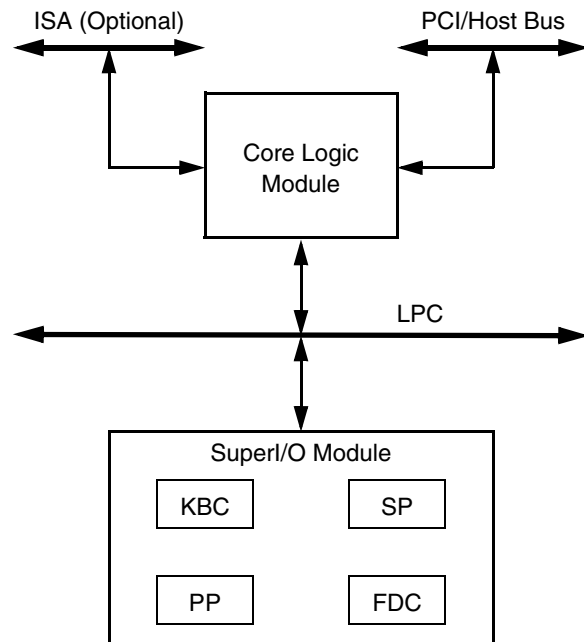 ISA (Optional)
PCI/Host Bus
Core Logic
Module
LPC
SuperI/O Module
KBC
SP
PP
FDC